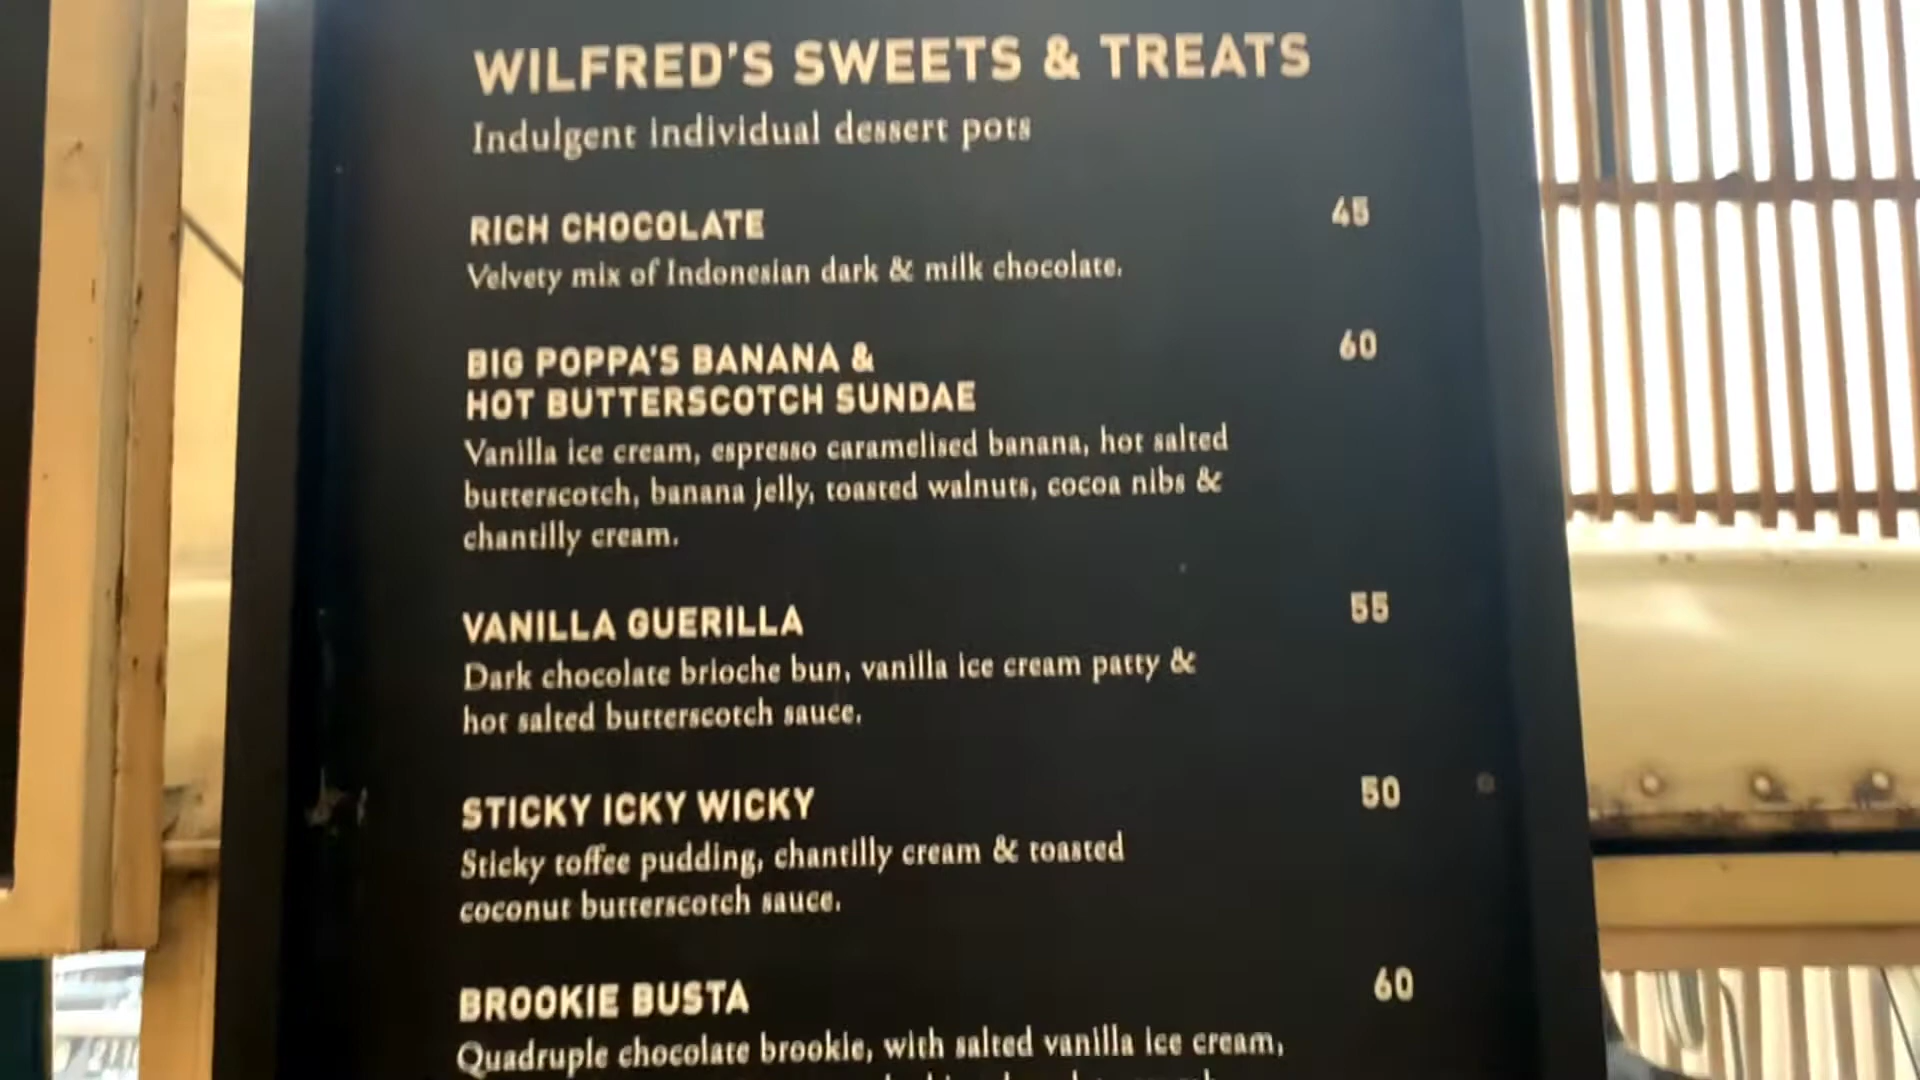 WILFRED'S SWEETS & TREATS
Indulgent individual dessert pots
RICH CHOCOLATE 45
Velvety mix of Indonesian dark & milk chocolate.
BIG POPPA'S BANANA & 60
HOT BUTTERSCOTCH SUNDAE
Vanilla ice cream, espresso caramelised banana, hot salted
butterscotch, banana jelly, toasted walnuts, cocoa nibs &
chantilly cream.
VANILLA GUERILLA 55
Dark chocolate brioche bun, vanilla ice cream patty &
hot salted butterscotch sauce.
STICKY ICKY WICKY 50
Sticky toffee pudding, chantilly cream & toasted
coconut butterscotch sauce.
BROOKIE BUSTA 60
Quadruple chocolate brookie, with salted vanilla ice cream,